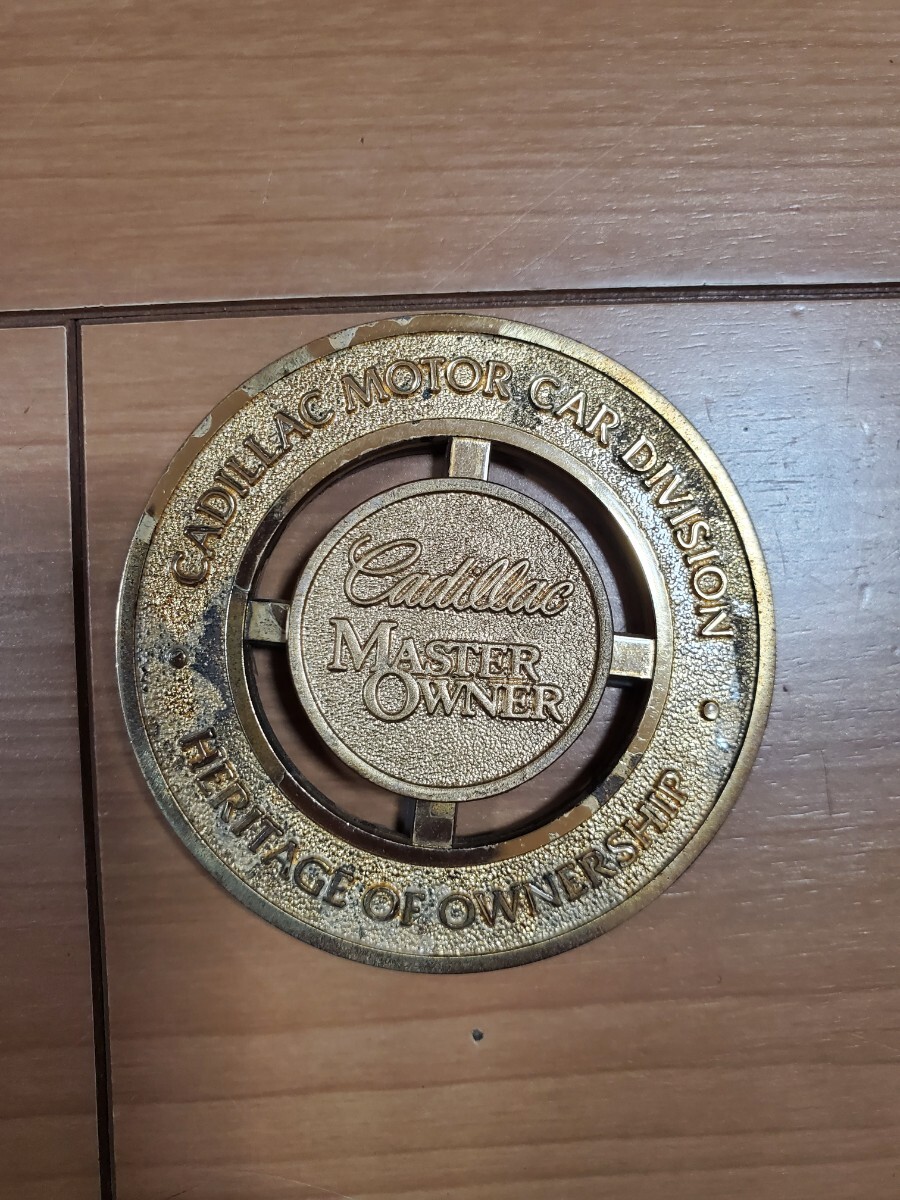 CADILLAC MOTOR CAR DIVISION
Cadillac
MASTER
OWNER
HERITAGE OF OWNERSHIP